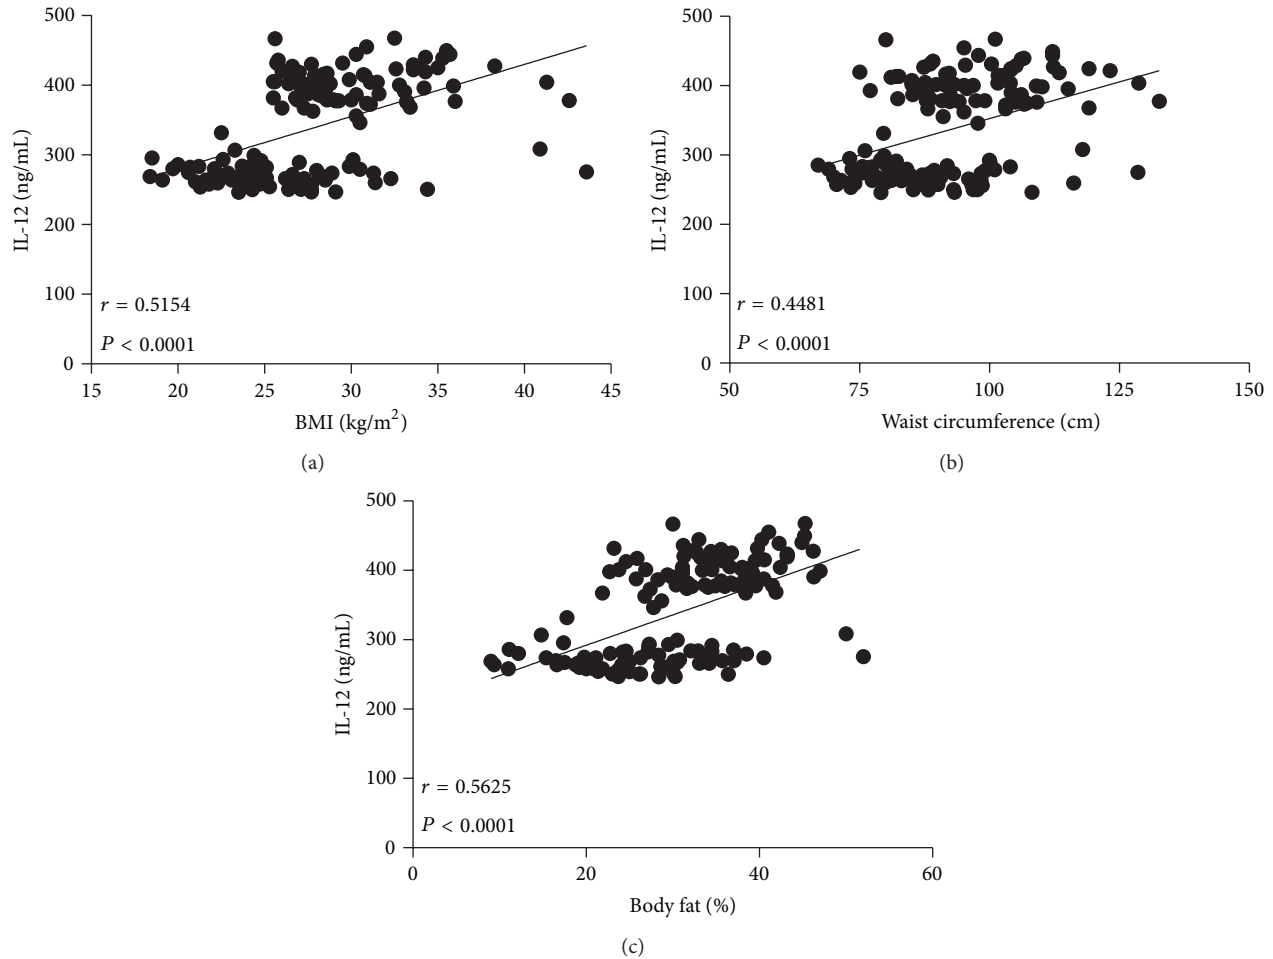 500
400
300
200
100
0
IL-12 (ng/mL)
r = 0.5154
P < 0.0001
15 20 25 30 35 40 45
BMI (kg/m²)
(a)
500
400
300
200
100
0
IL-12 (ng/mL)
r = 0.4481
P < 0.0001
50 75 100 125 150
Waist circumference (cm)
(b)
500
400
300
200
100
0
IL-12 (ng/mL)
r = 0.5625
P < 0.0001
0 20 40 60
Body fat (%)
(c)